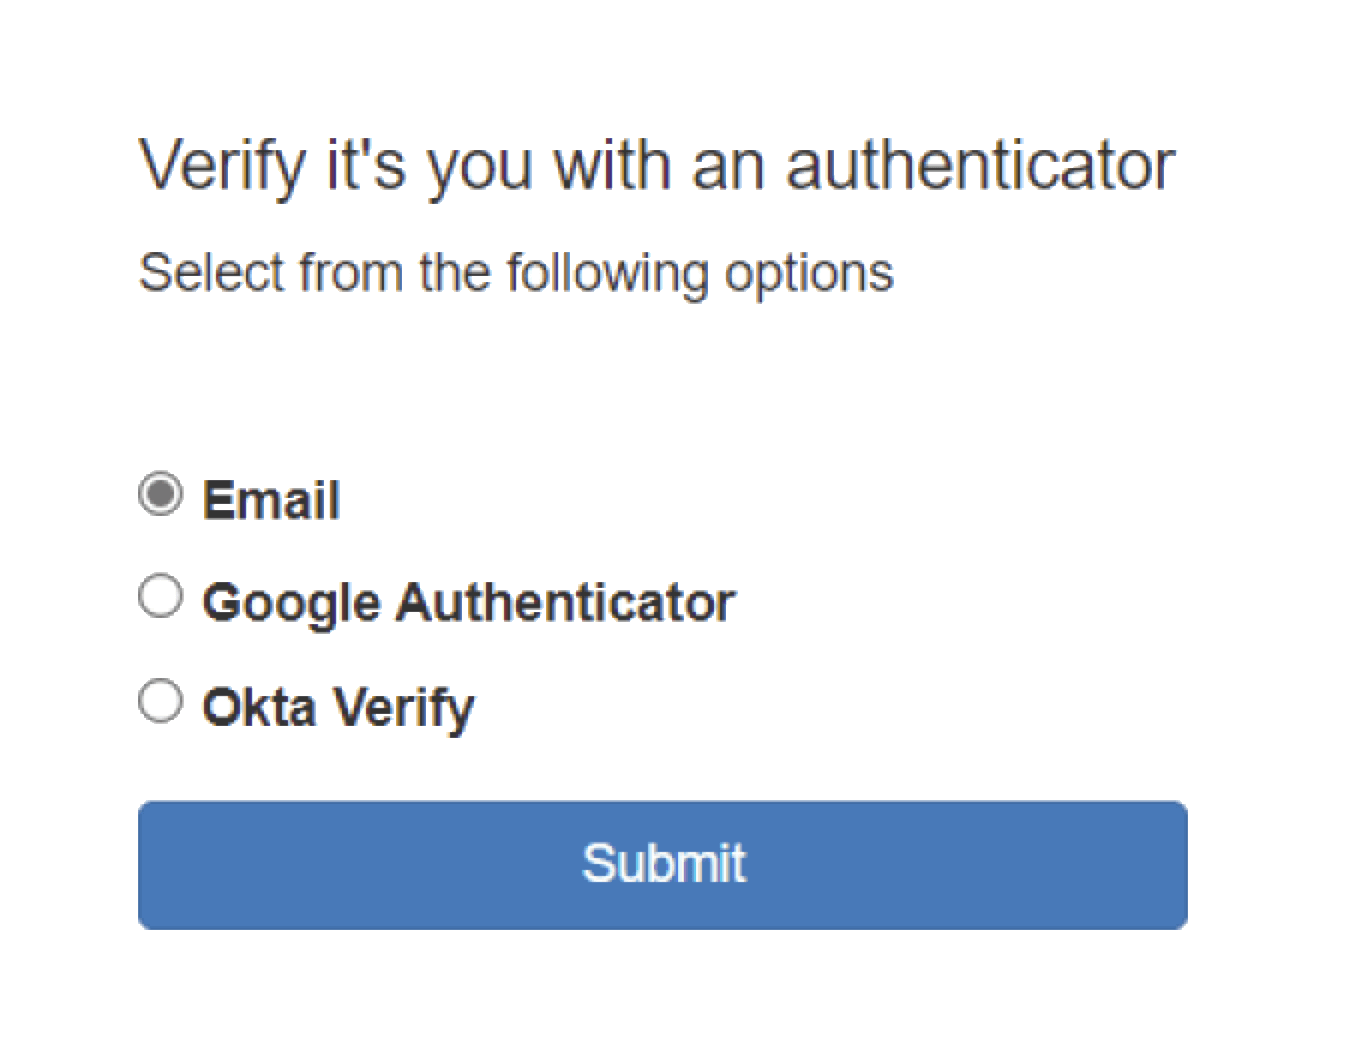 Verify it's you with an authenticator
Select from the following options
Email
Google Authenticator
Okta Verify
Submit